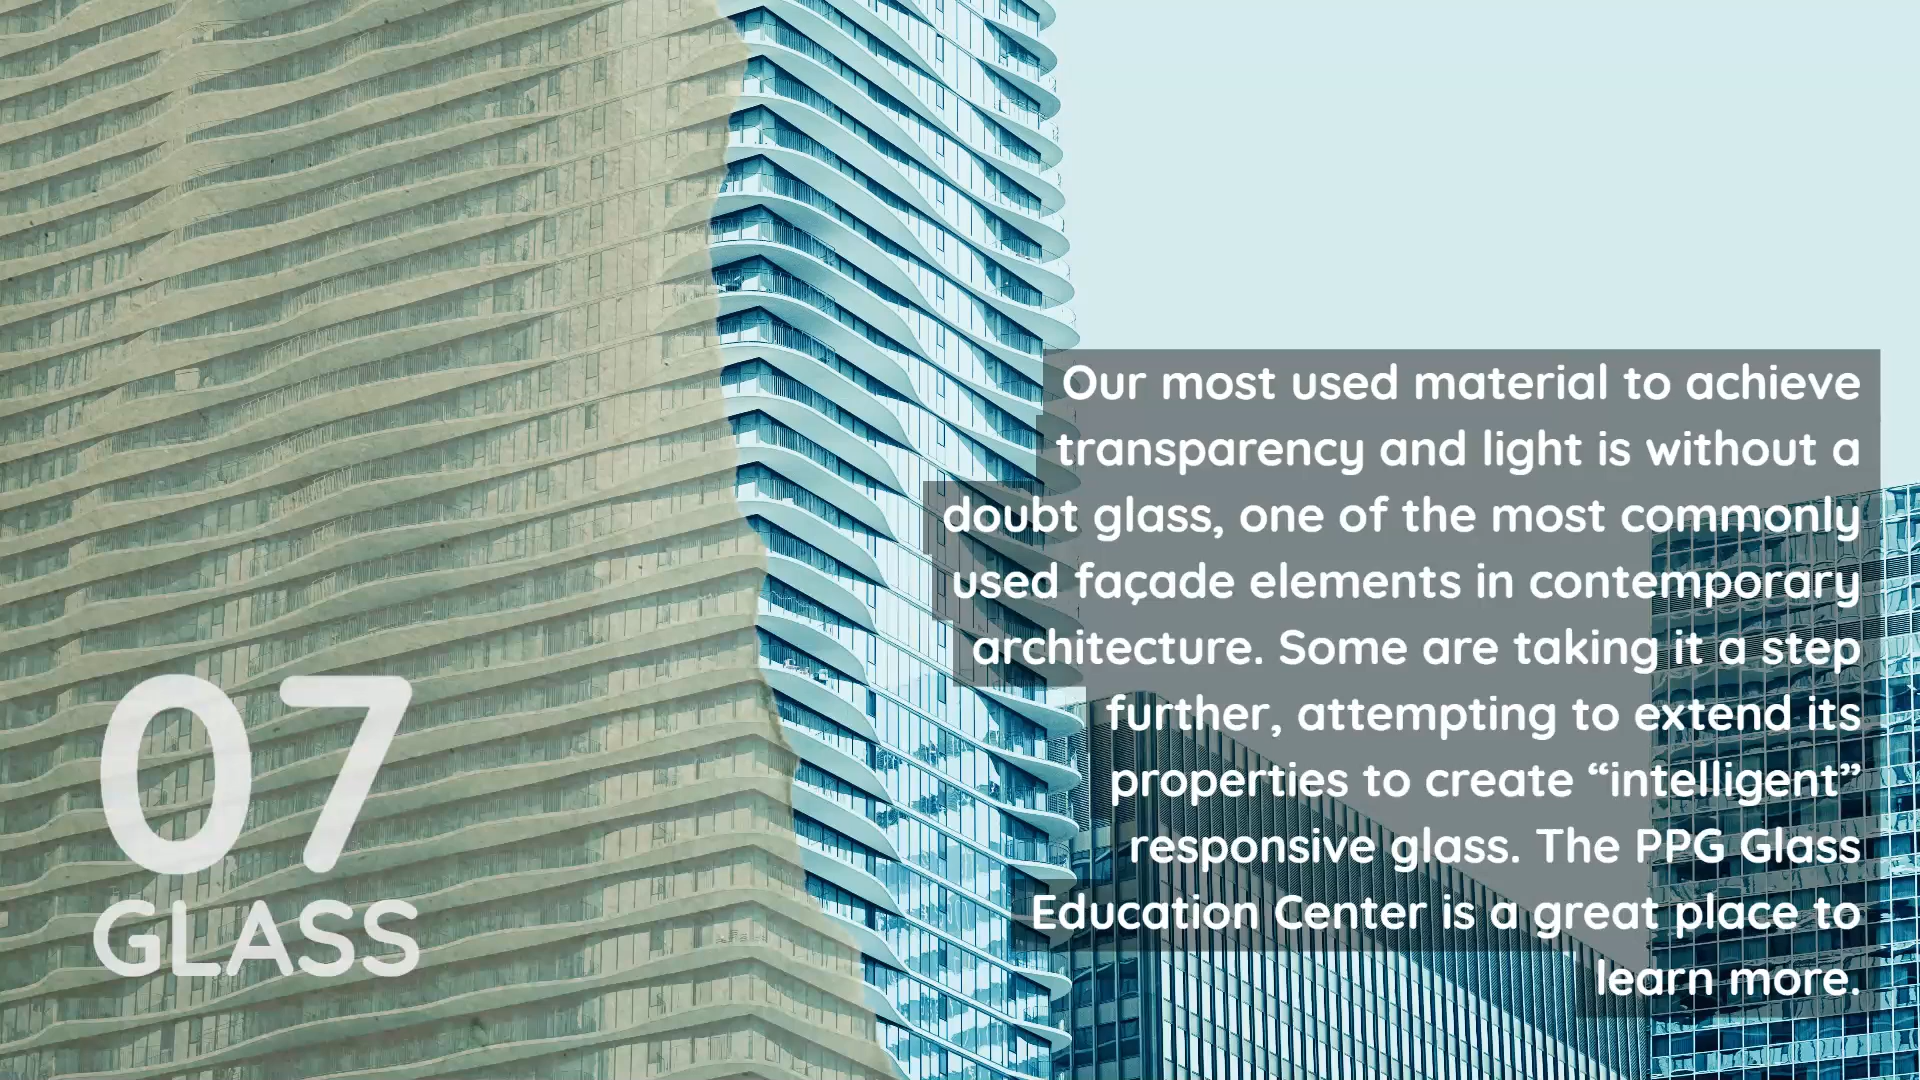 07
GLASS
Our most used material to achieve
transparency and light is without a
doubt glass, one of the most commonly
used façade elements in contemporary
architecture. Some are taking it a step
further, attempting to extend its
properties to create “intelligent”
responsive glass. The PPG Glass
Education Center is a great place to
learn more.